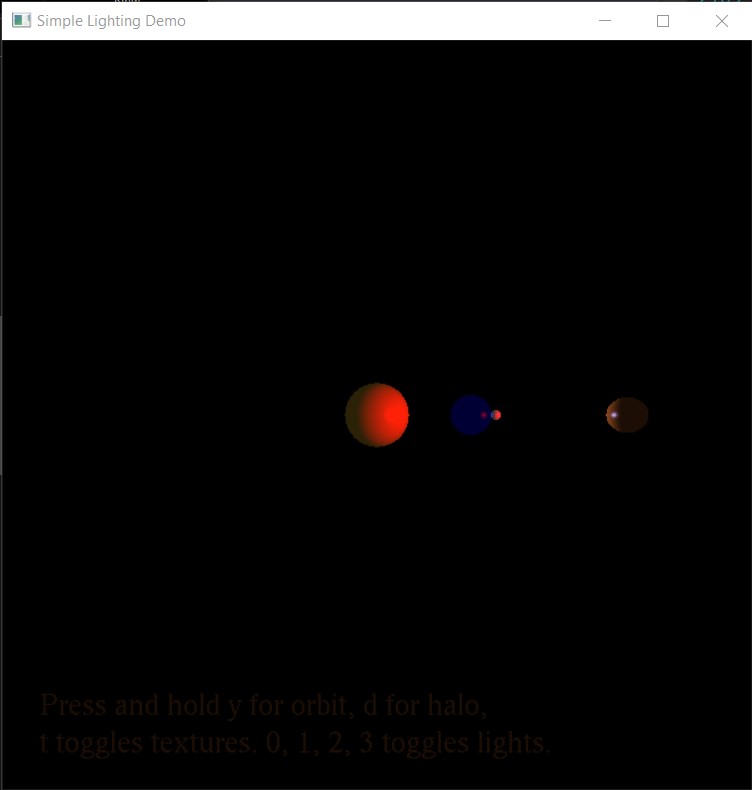 Simple Lighting Demo
Press and hold y for orbit, d for halo,
t toggles textures. 0, 1, 2, 3 toggles lights.